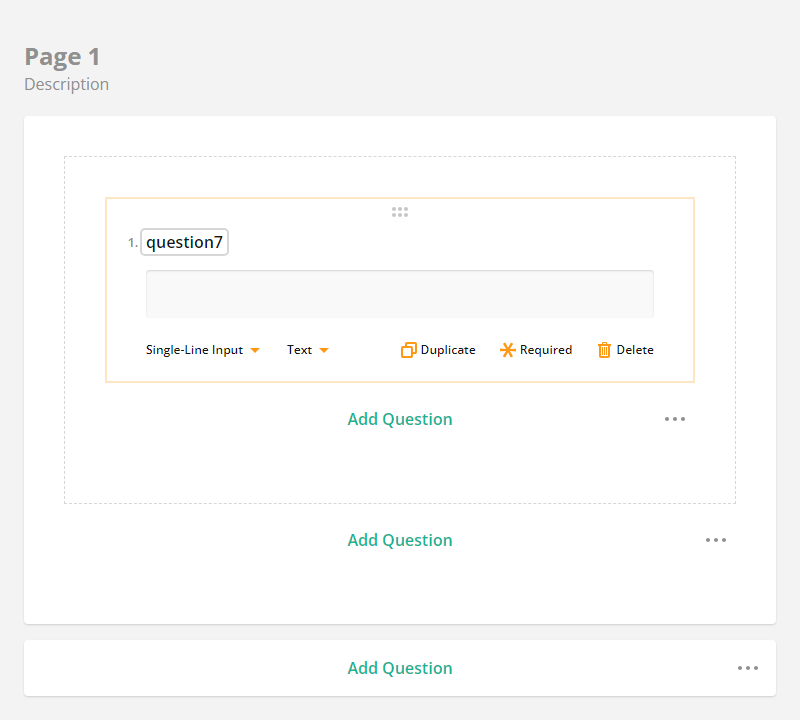 Page 1
Description
1. question7
Single-Line Input Text Duplicate Required Delete
Add Question
Add Question
Add Question